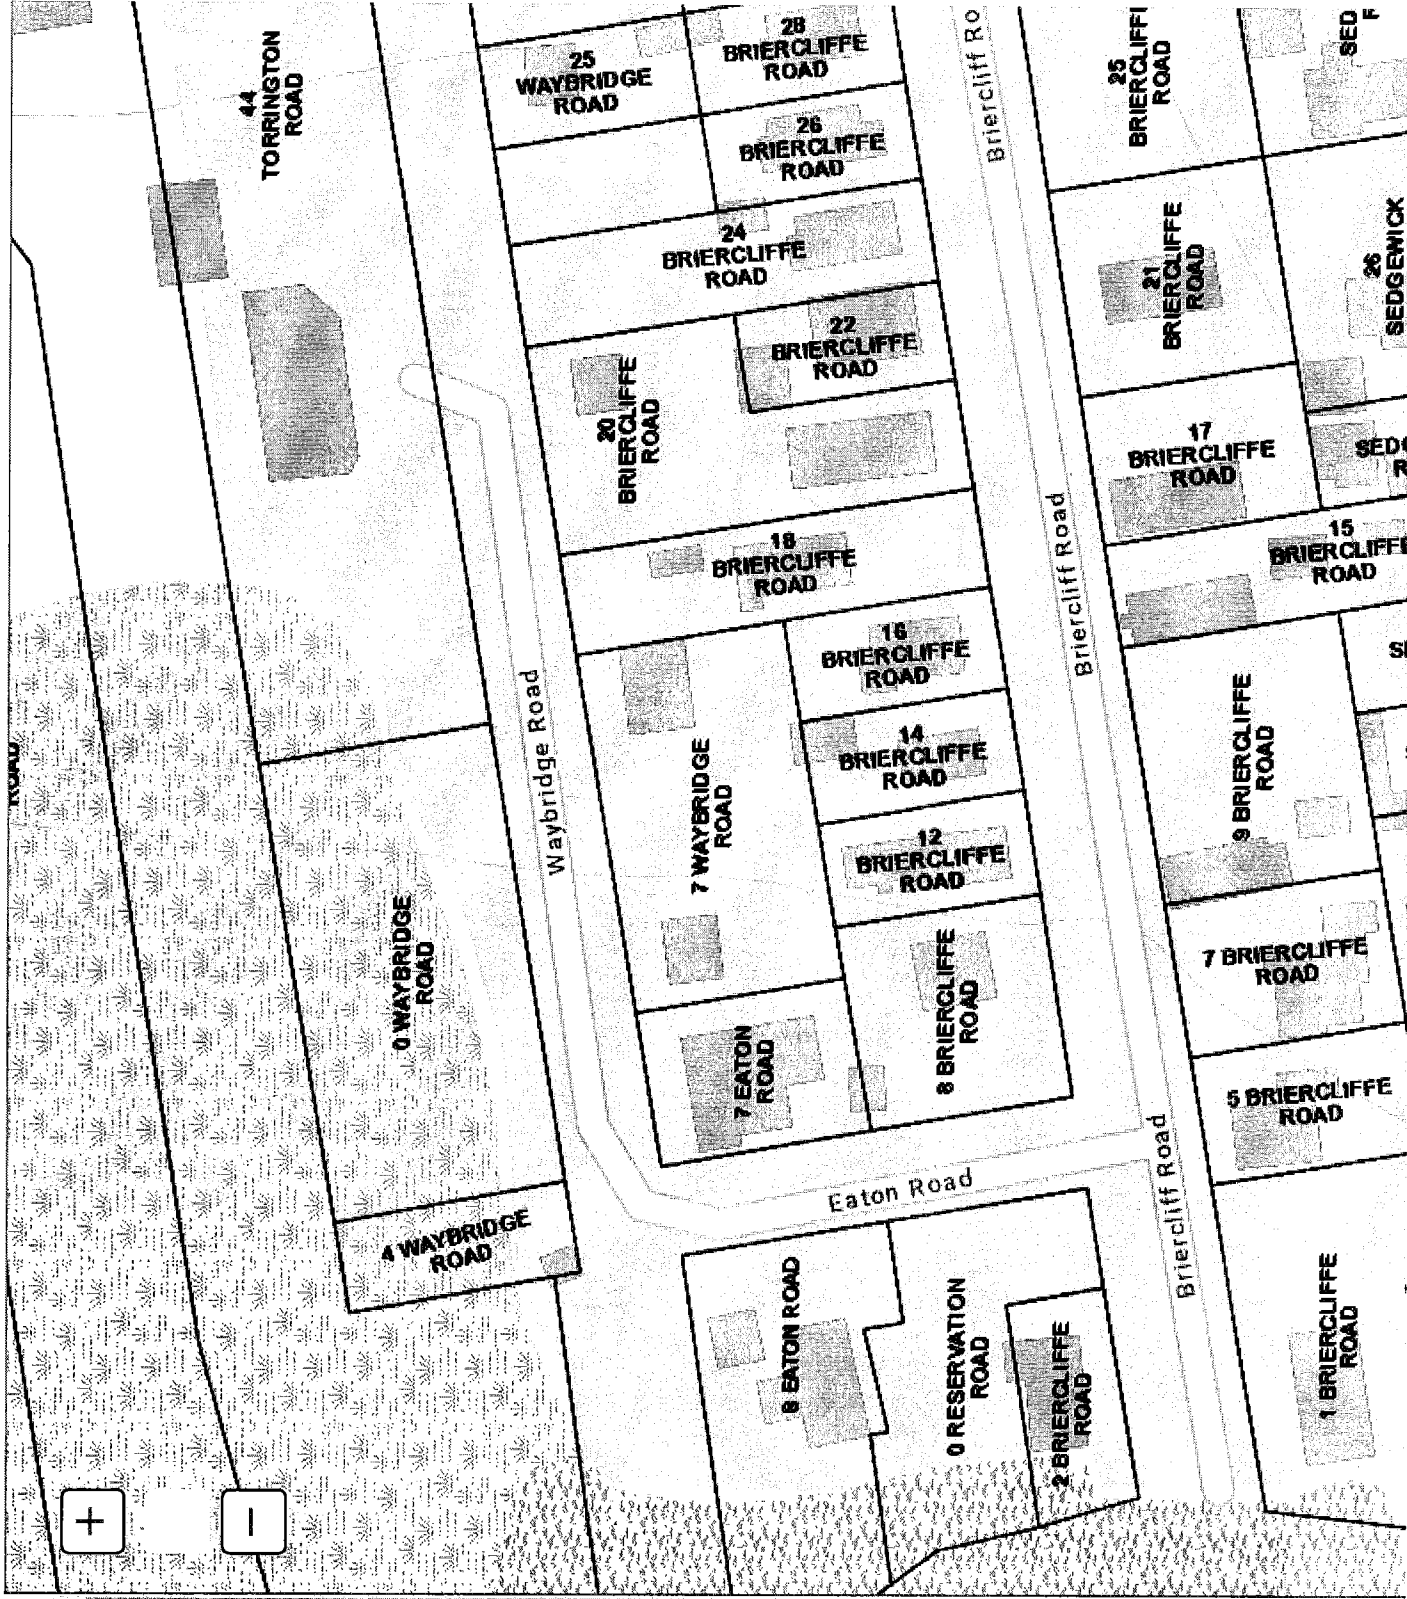 44
TORRINGTON
ROAD
25
WAYBRIDGE
ROAD
28
BRIERCLIFFE
ROAD
Briercliff Ro
25
BRIERCLIFFI
ROAD
SED
26
BRIERCLIFFE
ROAD
Briercliff
24
BRIERCLIFFE
ROAD
21
BRIERCLIFFE
ROAD
26
SEDGEWICK
22
BRIERCLIFFE
ROAD
20
BRIERCLIFFE
ROAD
17
BRIERCLIFFE
ROAD
SEDG
R
18
BRIERCLIFFE
ROAD
Briercliff Road
15
BRIERCLIFFE
ROAD
16
BRIERCLIFFE
ROAD
Waybridge Road
ROAD
7 WAYBRIDGE
ROAD
14
BRIERCLIFFE
ROAD
9 BRIERCLIFFE
ROAD
12
BRIERCLIFFE
ROAD
0 WAYBRIDGE
ROAD
8 BRIERCLIFFE
ROAD
7 BRIERCLIFFE
ROAD
7 EATON
ROAD
5 BRIERCLIFFE
ROAD
4 WAYBRIDGE
ROAD
Eaton Road
Briercliff Road
8 EATON ROAD
0 RESERVATION
ROAD
2 BRIERCLIFFE
ROAD
1 BRIERCLIFFE
ROAD
+
−